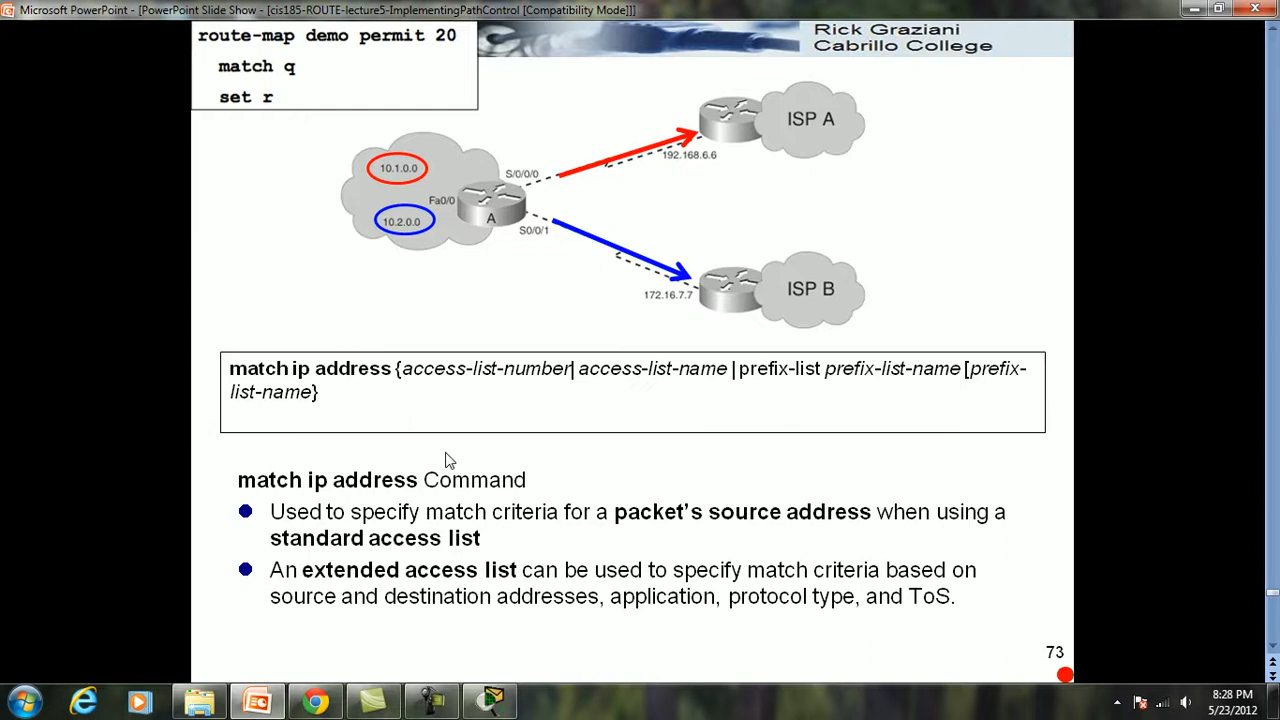 Microsoft PowerPoint - [PowerPoint Slide Show - [cis185-ROUTE-lecture5-ImplementingPathControl [Compatibility Mode]]]
route-map demo permit 20
match q
set r
Rick Graziani
Cabrillo College
ISP A
192.168.6.6
10.1.0.0
S/0/0/0
Fa0/0
A
10.2.0.0
S0/0/1
ISP B
172.16.7.7
match ip address {access-list-number| access-list-name | prefix-list prefix-list-name [prefix-
list-name}
match ip address Command
Used to specify match criteria for a packet’s source address when using a
standard access list
An extended access list can be used to specify match criteria based on
source and destination addresses, application, protocol type, and ToS.
73
8:28 PM
5/23/2012